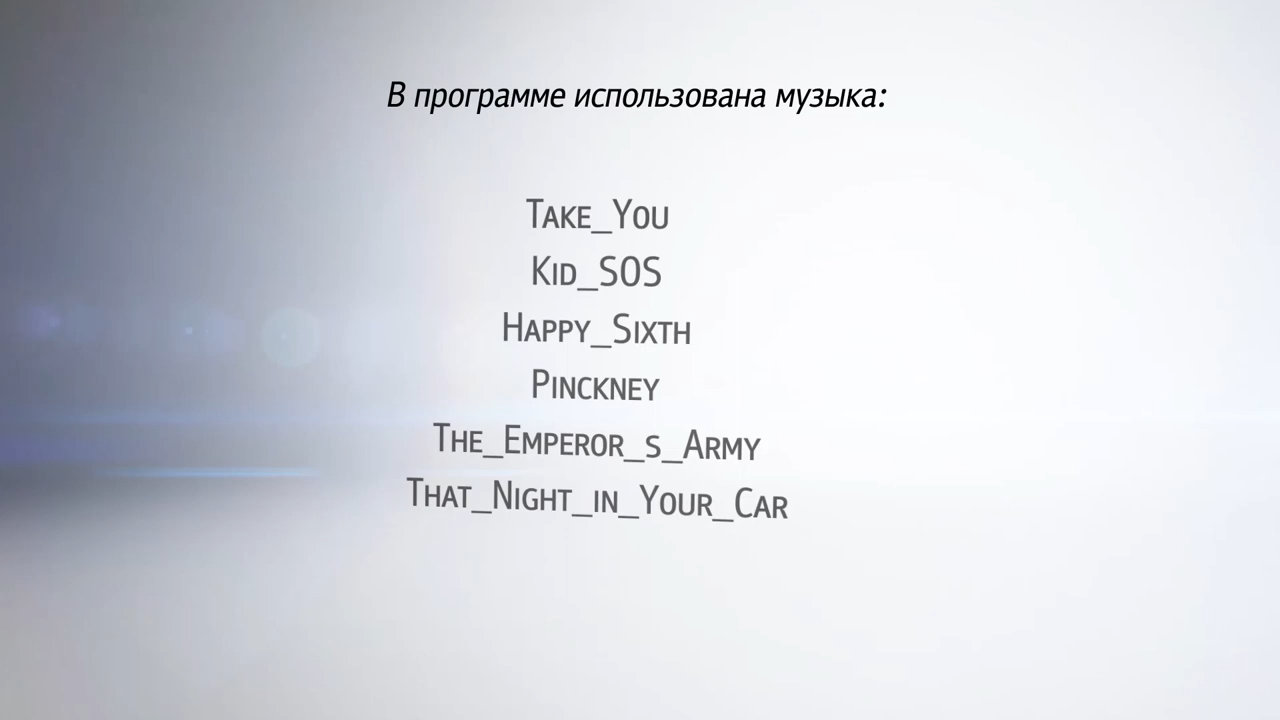 В программе использована музыка:
Take_You
Kid_SOS
Happy_Sixth
Pinckney
The_Emperor_s_Army
That_Night_in_Your_Car